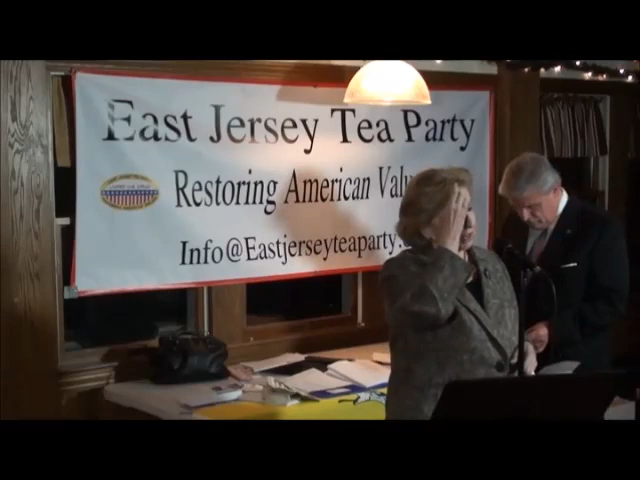 East Jersey Tea Party
Restoring American Valu
Info@Eastjerseyteaparty.